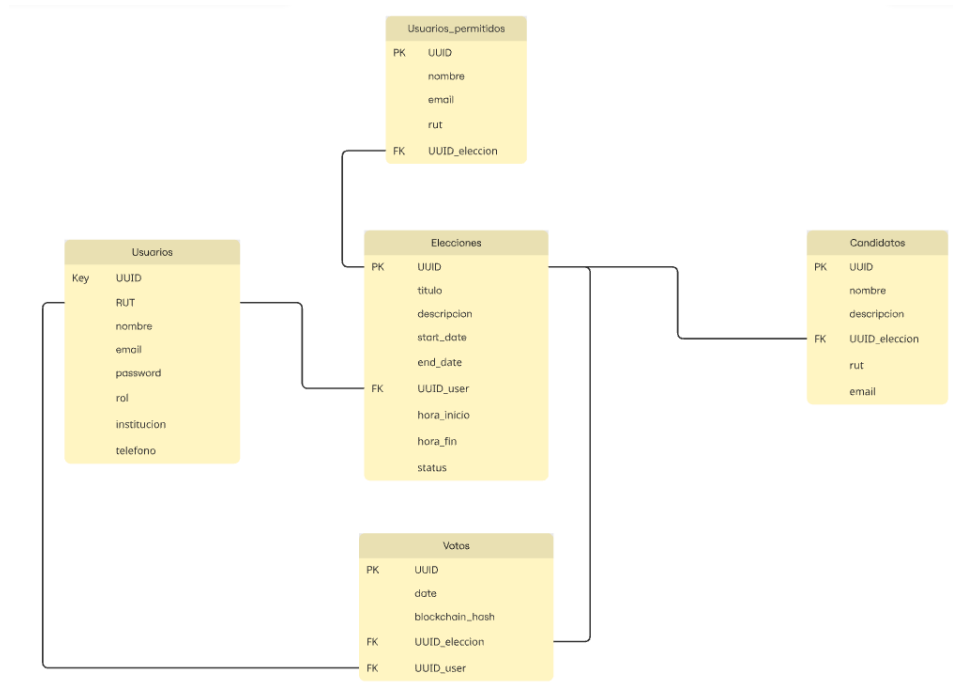 Usuarios_permitidos
PK UUID
nombre
email
rut
FK UUID_eleccion
Usuarios
Key UUID
RUT
nombre
email
password
rol
institucion
telefono
Elecciones
PK UUID
titulo
descripcion
start_date
end_date
FK UUID_user
hora_inicio
hora_fin
status
Candidatos
PK UUID
nombre
descripcion
FK UUID_eleccion
rut
email
Votos
PK UUID
date
blockchain_hash
FK UUID_eleccion
FK UUID_user